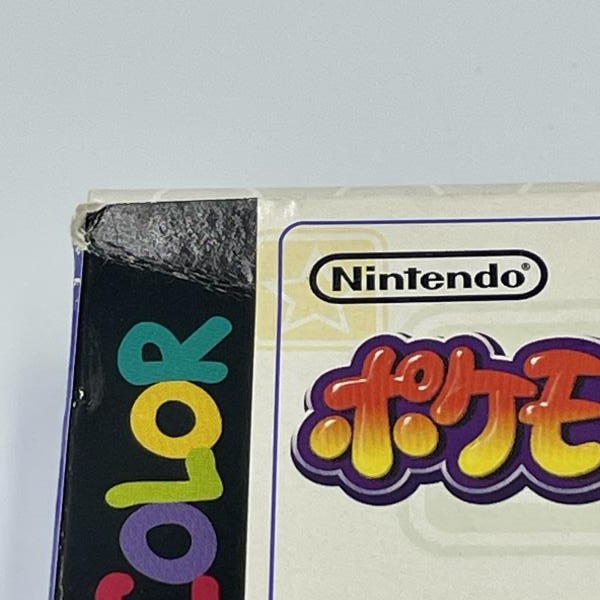 Nintendo®
ポケモ
COLOR